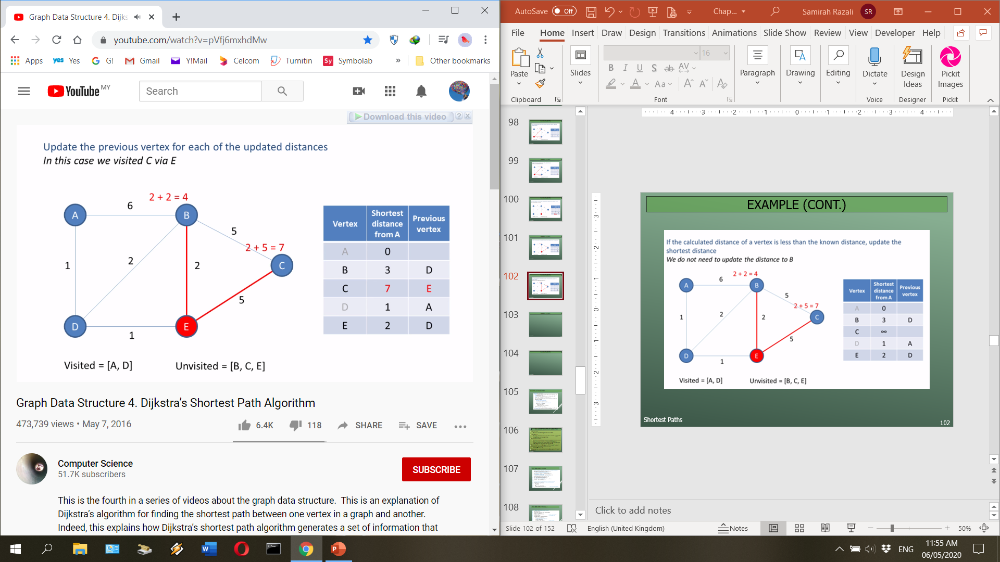 Graph Data Structure 4. Dijks
youtube.com/watch?v=pVfj6mxhdMw
Apps
yes Yes
G!
Gmail
Y!Mail
Celcom
Turnitin
Sy Symbolab
»
Other bookmarks
YouTube MY
Search
Download this video
Update the previous vertex for each of the updated distances
In this case we visited C via E
2 + 2 = 4
A
6
B
5
2 + 5 = 7
1
2
2
C
5
D
1
E
Vertex
Shortest distance from A
Previous vertex
A 0
B 3 D
C 7 E
D 1 A
E 2 D
Visited = [A, D]
Unvisited = [B, C, E]
Graph Data Structure 4. Dijkstra’s Shortest Path Algorithm
473,739 views • May 7, 2016
6.4K
118
SHARE
SAVE
Computer Science
51.7K subscribers
SUBSCRIBE
This is the fourth in a series of videos about the graph data structure. This is an explanation of
Dijkstra’s algorithm for finding the shortest path between one vertex in a graph and another.
Indeed, this explains how Dijkstra’s shortest path algorithm generates a set of information that
AutoSave Off
Chap...
Samirah Razali SR
File Home Insert Draw Design Transitions Animations Slide Show Review View Developer Help
Paste
Clipboard
Slides
16
B I U S ab AV
A Aa A A A
Font
Paragraph
Drawing
Editing
Dictate
Voice
Design Ideas
Designer
Pickit Images
Pickit
4 3 2 1 0 1 2 3 4
3 2 1 0 1 2 3
98
99
100
101
102
103
104
105
106
107
108
EXAMPLE (CONT.)
If the calculated distance of a vertex is less than the known distance, update the
shortest distance
We do not need to update the distance to B
2 + 2 = 4
A
6
B
5
2 + 5 = 7
1
2
2
C
5
D
1
E
Vertex
Shortest distance from A
Previous vertex
A 0
B 3 D
C ∞
D 1 A
E 2 D
Visited = [A, D]
Unvisited = [B, C, E]
Shortest Paths
102
Click to add notes
Slide 102 of 152
English (United Kingdom)
Notes
50%
ENG
11:55 AM
06/05/2020